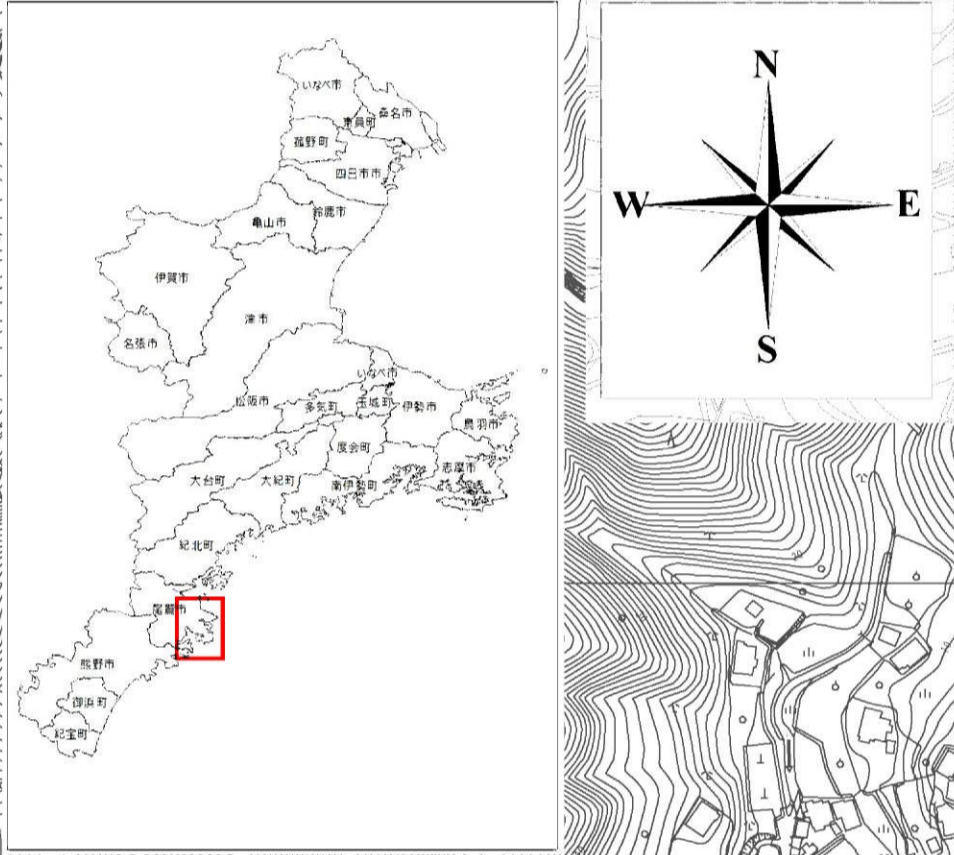 いなべ市
桑名市
東員町
菰野町
四日市市
鈴鹿市
亀山市
伊賀市
津市
名張市
いなべ市
松阪市
多気町
玉城町
伊勢市
鳥羽市
度会町
志摩市
大台町
大紀町
南伊勢町
紀北町
尾鷲市
熊野市
御浜町
紀宝町
N
W
E
S
20